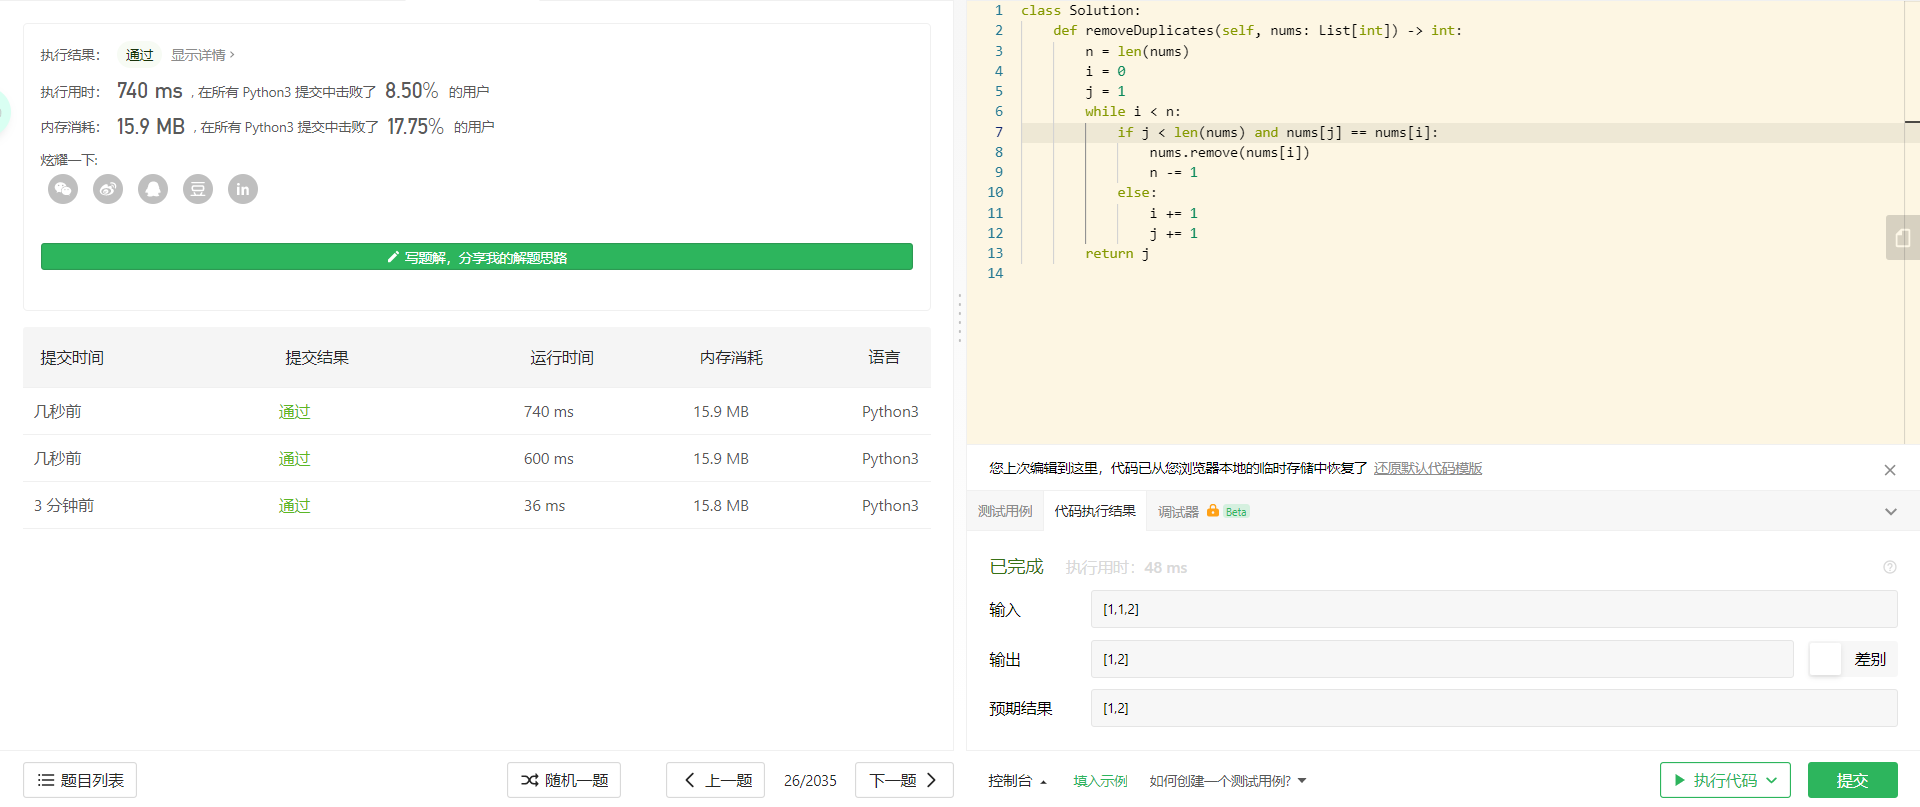 执行结果： 通过 显示详情 ›
执行用时： 740 ms , 在所有 Python3 提交中击败了 8.50% 的用户
内存消耗： 15.9 MB , 在所有 Python3 提交中击败了 17.75% 的用户
炫耀一下:
豆 in
写题解，分享我的解题思路
提交时间 提交结果 运行时间 内存消耗 语言
几秒前 通过 740 ms 15.9 MB Python3
几秒前 通过 600 ms 15.9 MB Python3
3 分钟前 通过 36 ms 15.8 MB Python3
题目列表 随机一题 上一题 26/2035 下一题
1 class Solution:
2 def removeDuplicates(self, nums: List[int]) -> int:
3 n = len(nums)
4 i = 0
5 j = 1
6 while i < n:
7 if j < len(nums) and nums[j] == nums[i]:
8 nums.remove(nums[i])
9 n -= 1
10 else:
11 i += 1
12 j += 1
13 return j
14
您上次编辑到这里，代码已从您浏览器本地的临时存储中恢复了 还原默认代码模版
测试用例 代码执行结果 调试器 Beta
已完成 执行用时：48 ms
输入 [1,1,2]
输出 [1,2] 差别
预期结果 [1,2]
控制台 填入示例 如何创建一个测试用例? 执行代码 提交